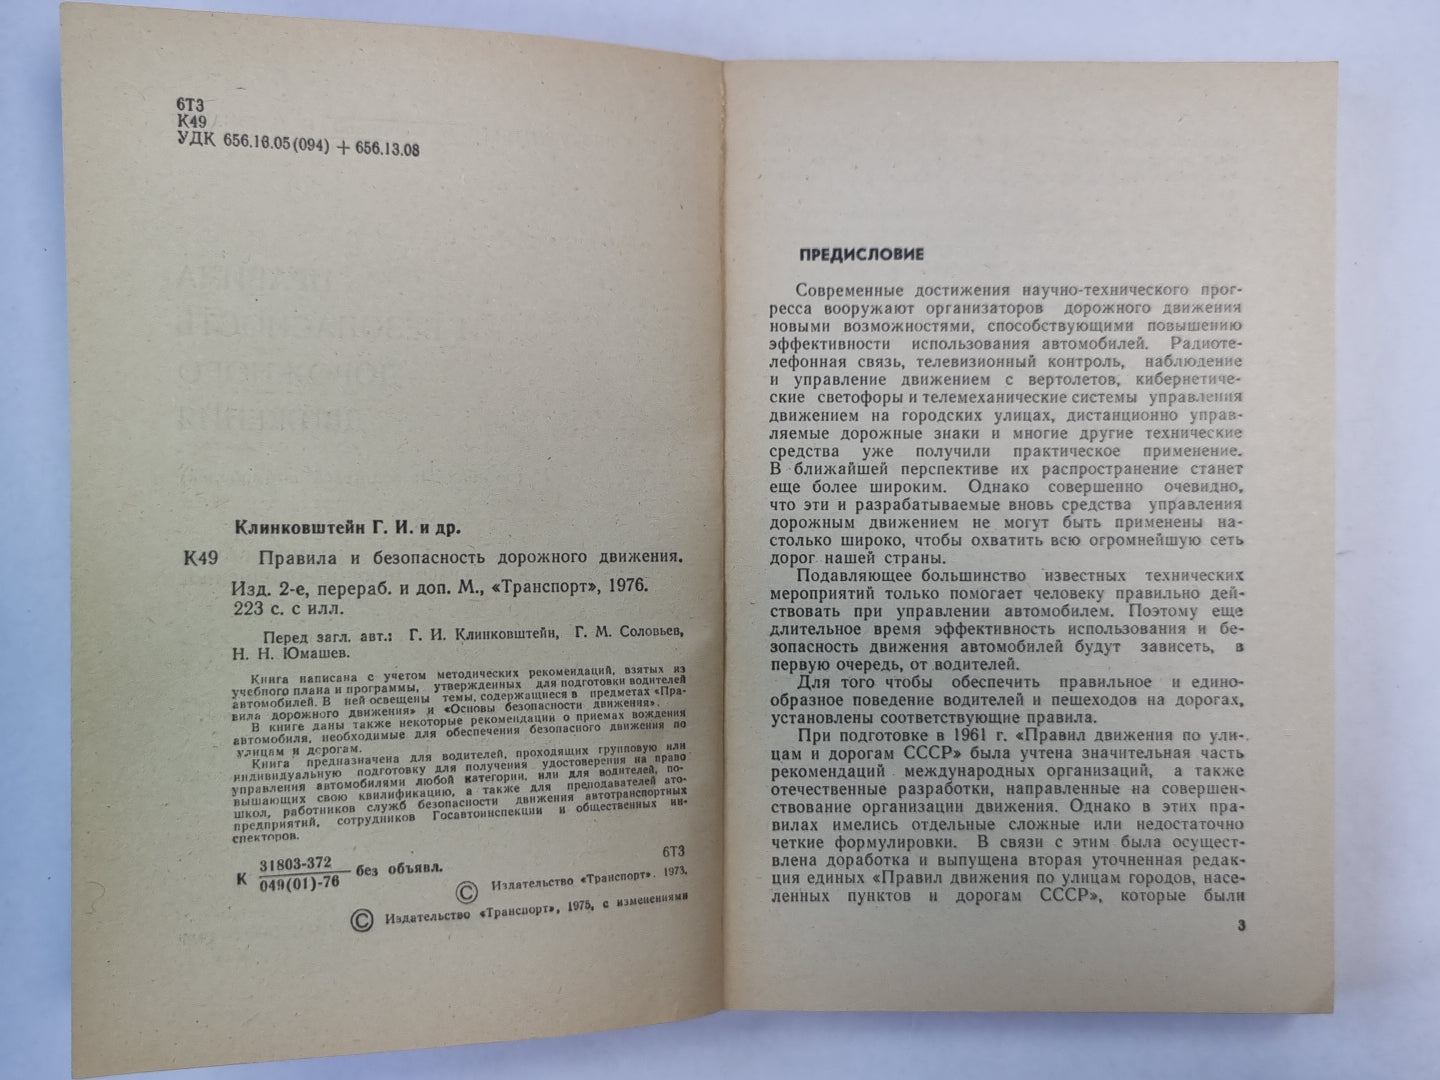 6Т3
К49
УДК 656.13.05(094) + 656.13.08
Клинковштейн Г. И. и др.
К49 Правила и безопасность дорожного движения.
Изд. 2-е, перераб. и доп. М., «Транспорт», 1976.
223 с. с илл.
Перед загл. авт.: Г. И. Клинковштейн, Г. М. Соловьев,
Н. Н. Юмашев.
Книга написана с учетом методических рекомендаций, взятых из
учебного плана и программы, утвержденных для подготовки водителей
автомобилей. В ней освещены темы, содержащиеся в предметах «Пра-
вила дорожного движения» и «Основы безопасности движения».
В книге даны также некоторые рекомендации о приемах вождения
автомобиля, необходимые для обеспечения безопасного движения по
улицам и дорогам.
Книга предназначена для водителей, проходящих групповую или
индивидуальную подготовку для получения удостоверения на право
управления автомобилями любой категории, или для водителей, по-
вышающих свою квалификацию, а также для преподавателей авто-
школ, работников служб безопасности движения автотранспортных
предприятий, сотрудников Госавтоинспекции и общественных ин-
спекторов.
К 31803-372
049(01)-76 без объявл.
6Т3
© Издательство «Транспорт», 1973.
© Издательство «Транспорт», 1975, с изменениями
ПРЕДИСЛОВИЕ
Современные достижения научно-технического прог-
ресса вооружают организаторов дорожного движения
новыми возможностями, способствующими повышению
эффективности использования автомобилей. Радиоте-
лефонная связь, телевизионный контроль, наблюдение
и управление движением с вертолетов, кибернетиче-
ские светофоры и телемеханические системы управления
движением на городских улицах, дистанционно управ-
ляемые дорожные знаки и многие другие технические
средства уже получили практическое применение.
В ближайшей перспективе их распространение станет
еще более широким. Однако совершенно очевидно,
что эти и разрабатываемые вновь средства управления
дорожным движением не могут быть применены на-
столько широко, чтобы охватить всю огромнейшую сеть
дорог нашей страны.
Подавляющее большинство известных технических
мероприятий только помогает человеку правильно дей-
ствовать при управлении автомобилем. Поэтому еще
длительное время эффективность использования и бе-
зопасность движения автомобилей будут зависеть, в
первую очередь, от водителей.
Для того чтобы обеспечить правильное и едино-
образное поведение водителей и пешеходов на дорогах,
установлены соответствующие правила.
При подготовке в 1961 г. «Правил движения по ули-
цам и дорогам СССР» была учтена значительная часть
рекомендаций международных организаций, а также
отечественные разработки, направленные на совершен-
ствование организации движения. Однако в этих пра-
вилах имелись отдельные сложные или недостаточно
четкие формулировки. В связи с этим была осущест-
влена доработка и выпущена вторая уточненная редак-
ция единых «Правил движения по улицам городов, насе-
ленных пунктов и дорогам СССР», которые были
3